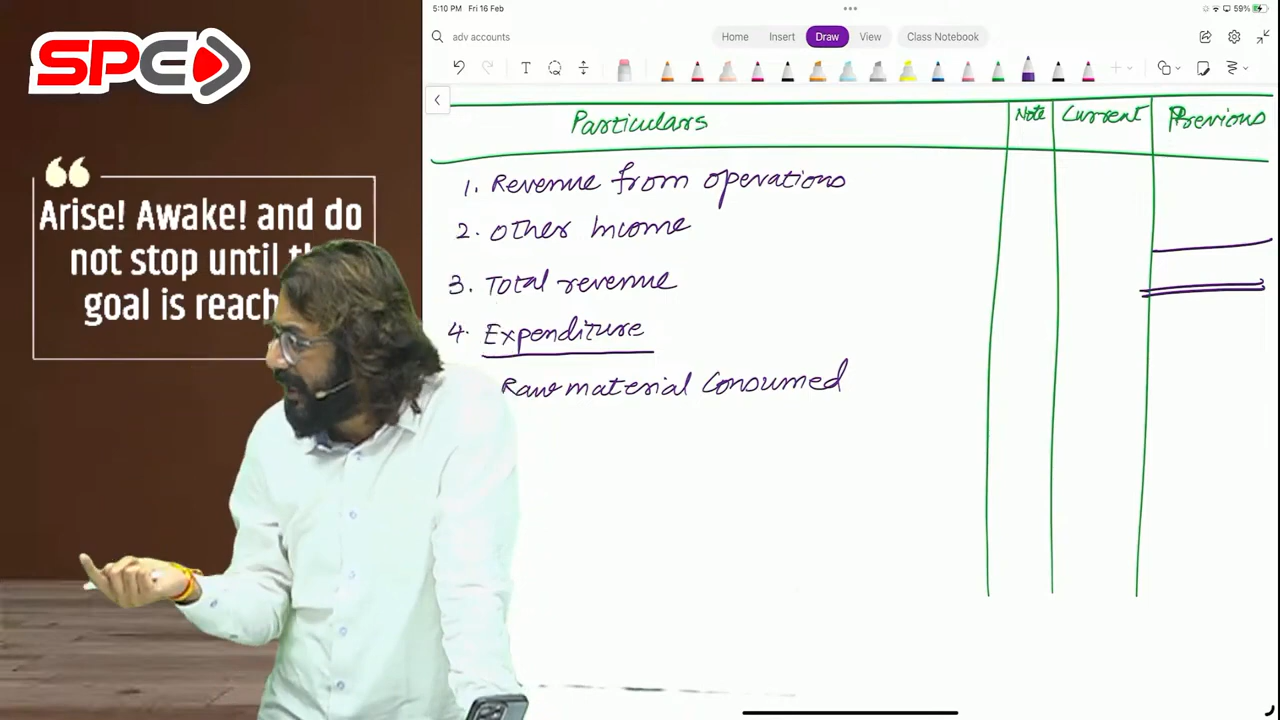 5:10 PM Fri 16 Feb
59%
adv accounts
Home Insert Draw View Class Notebook
SPE
Arise! Awake! and do
not stop until
goal is reach
Particulars Note Current Previous
1. Revenue from operations
2. Other Income
3. Total revenue
4. Expenditure
Raw material Consumed